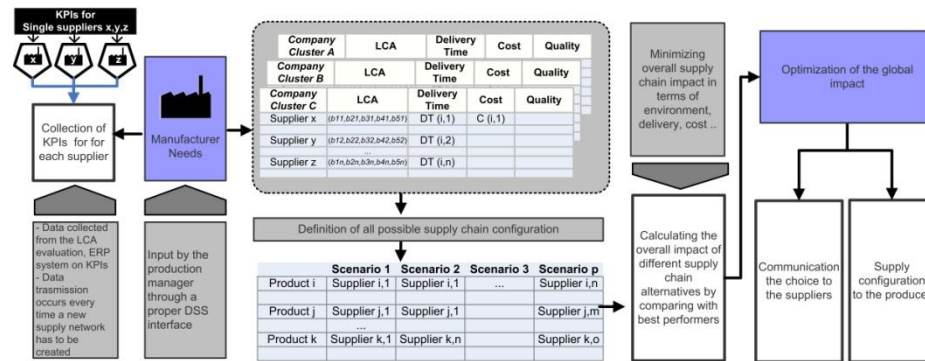 KPIs for
Single suppliers x,y,z
x
y
z
Collection of
KPIs for for
each supplier
- Data collected
from the LCA
evaluation, ERP
system on KPIs
- Data
trasmission
occurs every
time a new
supply network
has to be
created
Manufacturer
Needs
Input by the
production
manager through
a proper DSS
interface
Company Cluster A LCA Delivery Time Cost Quality
Company Cluster B LCA Delivery Time Cost Quality
Company Cluster C LCA Delivery Time Cost Quality
Supplier x (b11,b21,b31,b41,b51) DT (i,1) C (i,1)
Supplier y (b12,b22,b32,b42,b52) DT (i,2)
...
Supplier z (b1n,b2n,b3n,b4n,b5n) DT (i,n)
Definition of all possible supply chain configuration
Scenario 1 Scenario 2 Scenario 3 Scenario p
Product i Supplier i,1 Supplier i,1 ... Supplier i,n
Product j Supplier j,1 Supplier j,1 Supplier j,m
...
Product k Supplier k,1 Supplier k,n Supplier k,o
Minimizing
overall supply
chain impact in
terms of
environment,
delivery, cost ..
Calculating the
overall impact of
different supply
chain
alternatives by
comparing with
best performers
Optimization of the global
impact
Communication
the choice to
the suppliers
Supply
configuration
to the produce